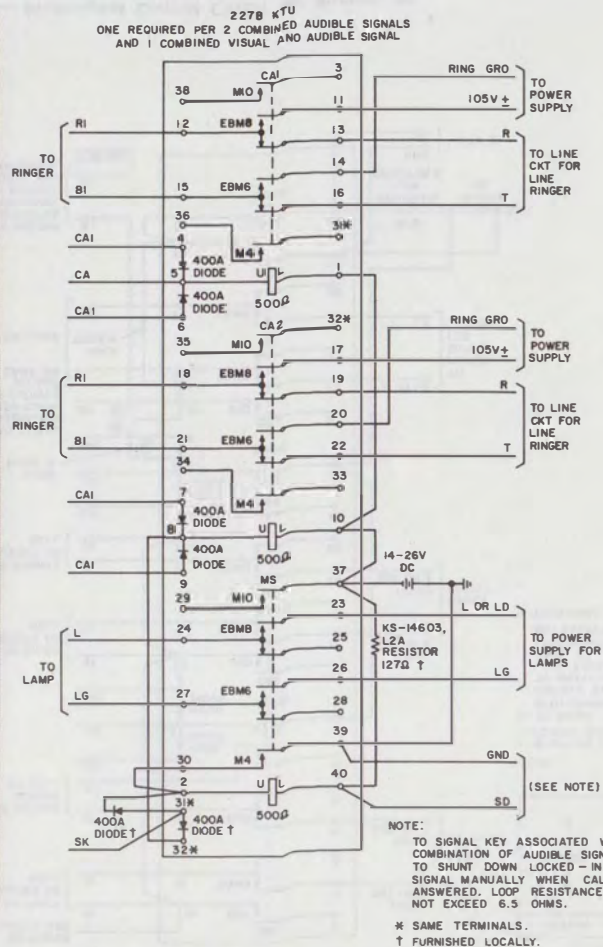 227B KTU
ONE REQUIRED PER 2 COMBINED AUDIBLE SIGNALS
AND 1 COMBINED VISUAL AND AUDIBLE SIGNAL
CA1
3
RING GRD
38
M10
11
105V ±
TO
POWER
SUPPLY
R1
12
EBM8
13
R
TO
RINGER
14
TO LINE
CKT FOR
LINE
RINGER
B1
15
EBM6
16
T
36
31*
CA1
4
M4
400A
DIODE
CA
5
U
L
1
400A
DIODE
500Ω
CA1
6
CA2
32*
35
M10
RING GRD
17
105V ±
TO
POWER
SUPPLY
R1
18
EBM8
19
R
TO
RINGER
20
TO LINE
CKT FOR
LINE
RINGER
B1
21
EBM6
22
T
34
33
CA1
7
M4
400A
DIODE
8
U
L
10
400A
DIODE
500Ω
CA1
9
37
14-26V
DC
29
M10
MS
23
L OR LD
L
24
EBM8
25
KS-14603,
L2A
RESISTOR
127Ω †
TO POWER
SUPPLY FOR
LAMPS
TO
LAMP
26
LG
LG
27
EBM6
28
39
30
M4
GND
2
U
L
40
(SEE NOTE)
31*
500Ω
SD
400A
DIODE †
400A
DIODE †
SK
32*
NOTE:
TO SIGNAL KEY ASSOCIATED
COMBINATION OF AUDIBLE
TO SHUNT DOWN LOCKED-IN
SIGNAL MANUALLY WHEN
ANSWERED. LOOP RESISTANCE
NOT EXCEED 6.5 OHMS.
* SAME TERMINALS.
† FURNISHED LOCALLY.